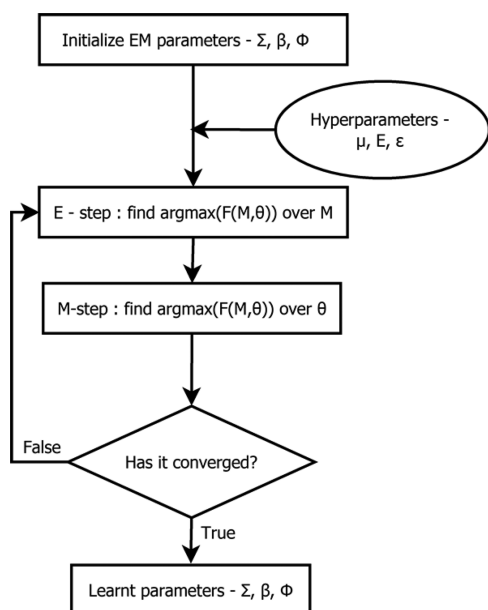 Initialize EM parameters - Σ, β, Φ
Hyperparameters -
μ, E, ε
E - step : find argmax(F(M,θ)) over M
M-step : find argmax(F(M,θ)) over θ
False
Has it converged?
True
Learnt parameters - Σ, β, Φ